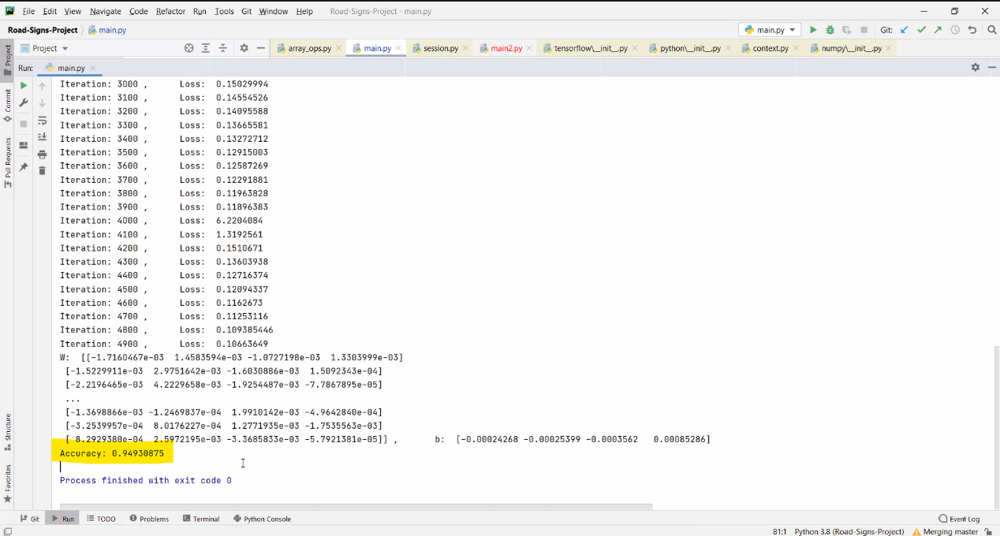 File Edit View Navigate Code Refactor Run Tools Git Window Help Road-Signs-Project - main.py
Road-Signs-Project main.py main.py Git:
Project array_ops.py main.py session.py main2.py tensorflow\__init__.py python\__init__.py context.py numpy\__init__.py
Run: main.py
Iteration: 3000 , Loss: 0.15029994
Iteration: 3100 , Loss: 0.14554526
Iteration: 3200 , Loss: 0.14095588
Iteration: 3300 , Loss: 0.13665581
Iteration: 3400 , Loss: 0.13272712
Iteration: 3500 , Loss: 0.12915003
Iteration: 3600 , Loss: 0.12587269
Iteration: 3700 , Loss: 0.12291881
Iteration: 3800 , Loss: 0.11963828
Iteration: 3900 , Loss: 0.11896383
Iteration: 4000 , Loss: 6.2204084
Iteration: 4100 , Loss: 1.3192561
Iteration: 4200 , Loss: 0.1510671
Iteration: 4300 , Loss: 0.13603938
Iteration: 4400 , Loss: 0.12716374
Iteration: 4500 , Loss: 0.12094337
Iteration: 4600 , Loss: 0.1162673
Iteration: 4700 , Loss: 0.11253116
Iteration: 4800 , Loss: 0.109385446
Iteration: 4900 , Loss: 0.10663649
W: [[-1.7160467e-03 1.4583594e-03 -1.0727198e-03 1.3303999e-03]
[-1.5229911e-03 2.9751642e-03 -1.6030886e-03 1.5092343e-04]
[-2.2196465e-03 4.2229658e-03 -1.9254487e-03 -7.7867895e-05]
...
[-1.3698866e-03 -1.2469837e-04 1.9910142e-03 -4.9642840e-04]
[-3.2539957e-04 8.0176227e-04 1.2771935e-03 -1.7535563e-03]
[ 8.2929380e-04 2.5972195e-03 -3.3685833e-03 -5.7921381e-05]] , b: [-0.00024268 -0.00025399 -0.0003562 0.00085286]
Accuracy: 0.94930875
Process finished with exit code 0
Project
Commit
Pull Requests
Structure
Favorites
Git Run TODO Problems Terminal Python Console Event Log
81:1 Python 3.8 (Road-Signs-Project) Merging master